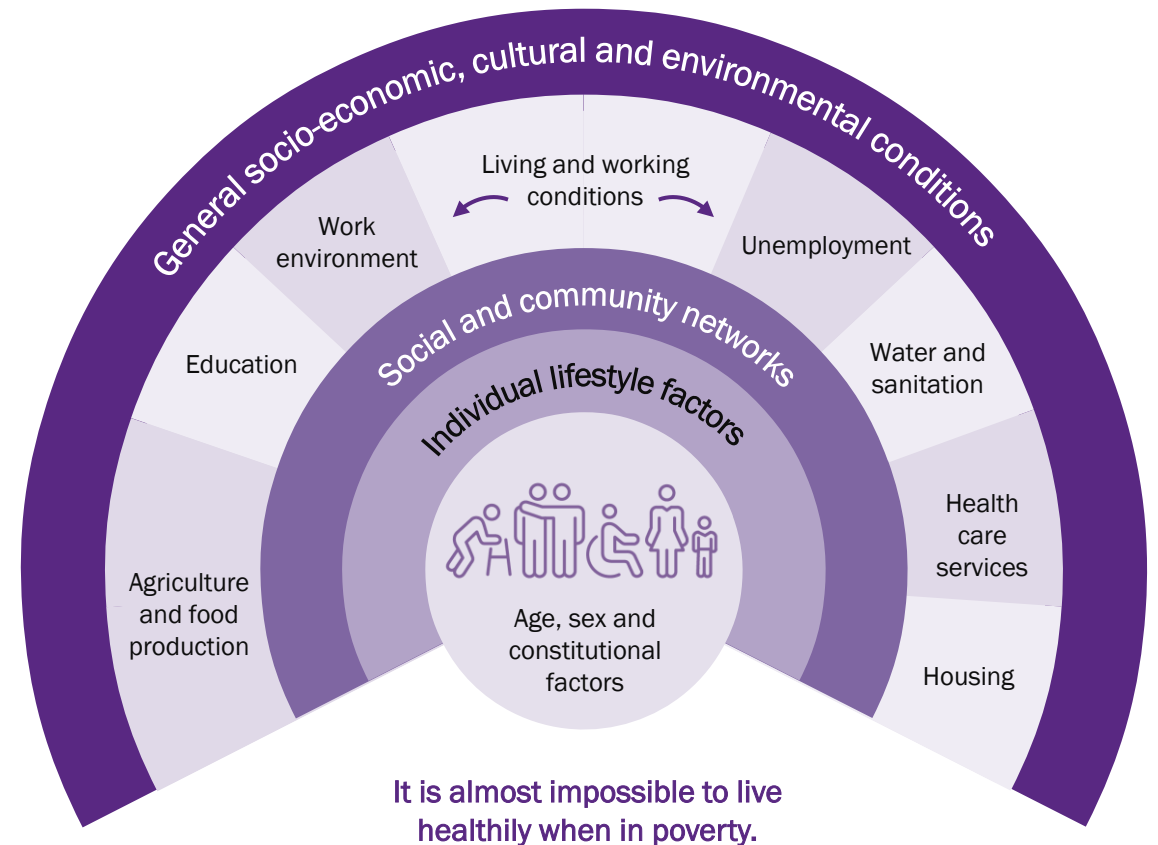 General socio-economic, cultural and environmental conditions
Living and working
conditions
Work
environment
Unemployment
Education
Water and
sanitation
Agriculture
and food
production
Health
care
services
Housing
Social and community networks
Individual lifestyle factors
Age, sex and
constitutional
factors
It is almost impossible to live
healthily when in poverty.